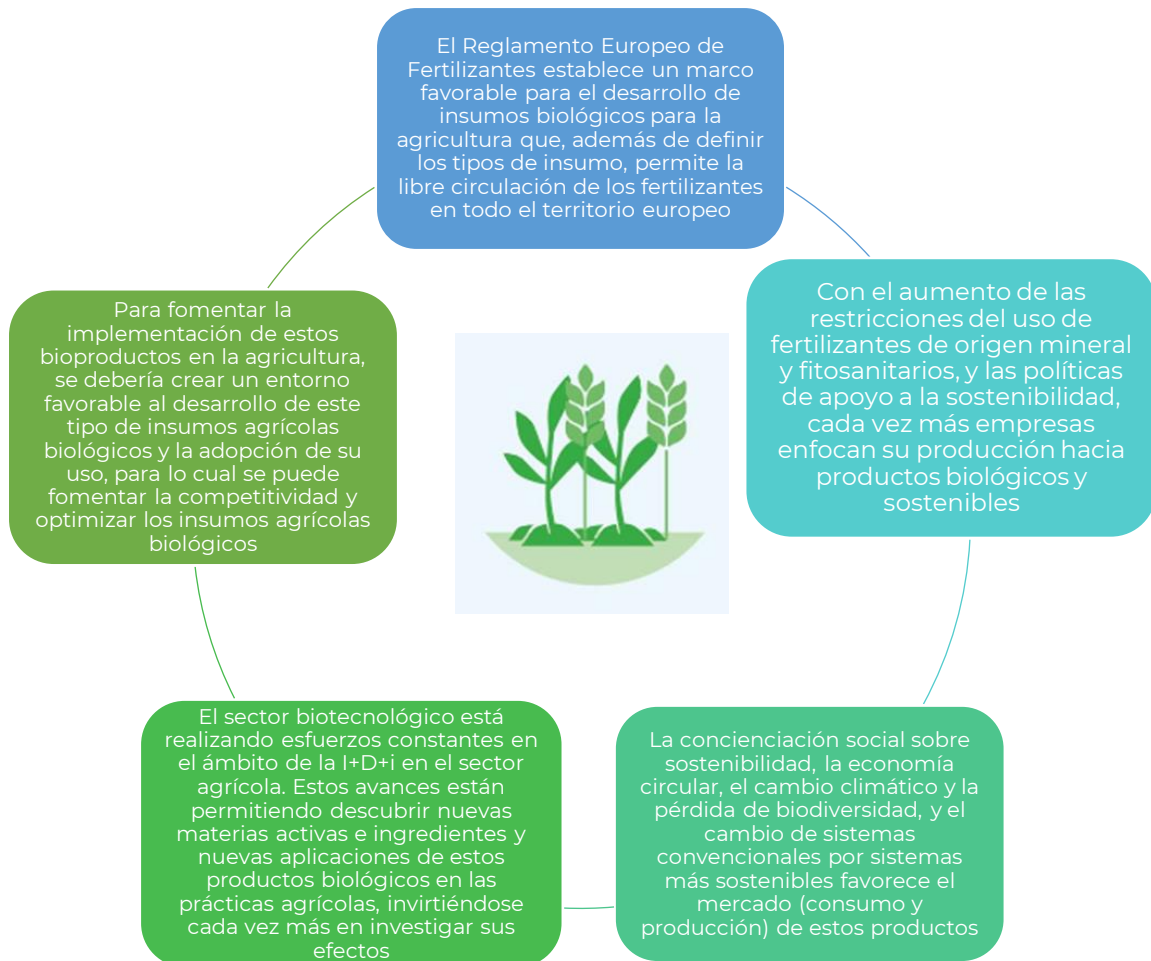 El Reglamento Europeo de
Fertilizantes establece un marco
favorable para el desarrollo de
insumos biológicos para la
agricultura que, además de definir
los tipos de insumo, permite la
libre circulación de los fertilizantes
en todo el territorio europeo
Con el aumento de las
restricciones del uso de
fertilizantes de origen mineral
y fitosanitarios, y las políticas
de apoyo a la sostenibilidad,
cada vez más empresas
enfocan su producción hacia
productos biológicos y
sostenibles
La concienciación social sobre
sostenibilidad, la economía
circular, el cambio climático y la
pérdida de biodiversidad, y el
cambio de sistemas
convencionales por sistemas
más sostenibles favorece el
mercado (consumo y
producción) de estos productos
El sector biotecnológico está
realizando esfuerzos constantes en
el ámbito de la I+D+i en el sector
agrícola. Estos avances están
permitiendo descubrir nuevas
materias activas e ingredientes y
nuevas aplicaciones de estos
productos biológicos en las
prácticas agrícolas, invirtiéndose
cada vez más en investigar sus
efectos
Para fomentar la
implementación de estos
bioproductos en la agricultura,
se debería crear un entorno
favorable al desarrollo de este
tipo de insumos agrícolas
biológicos y la adopción de su
uso, para lo cual se puede
fomentar la competitividad y
optimizar los insumos agrícolas
biológicos